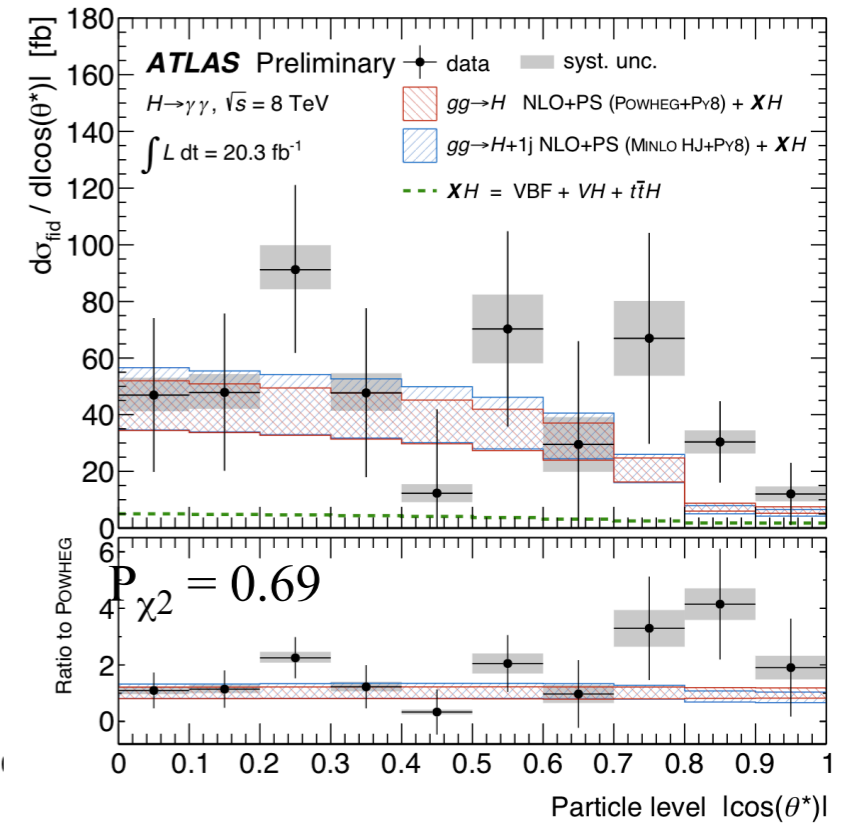 dσfid / d|cos(θ*)| [fb]
180
160
140
120
100
80
60
40
20
0
ATLAS Preliminary
H→γγ, √s = 8 TeV
∫ L dt = 20.3 fb-1
data syst. unc.
gg→H NLO+PS (POWHEG+PY8) + XH
gg→H+1j NLO+PS (MINLO HJ+PY8) + XH
XH = VBF + VH + tt̄H
Ratio to POWHEG
6
4
2
0
Pχ2 = 0.69
0 0.1 0.2 0.3 0.4 0.5 0.6 0.7 0.8 0.9 1
Particle level |cos(θ*)|